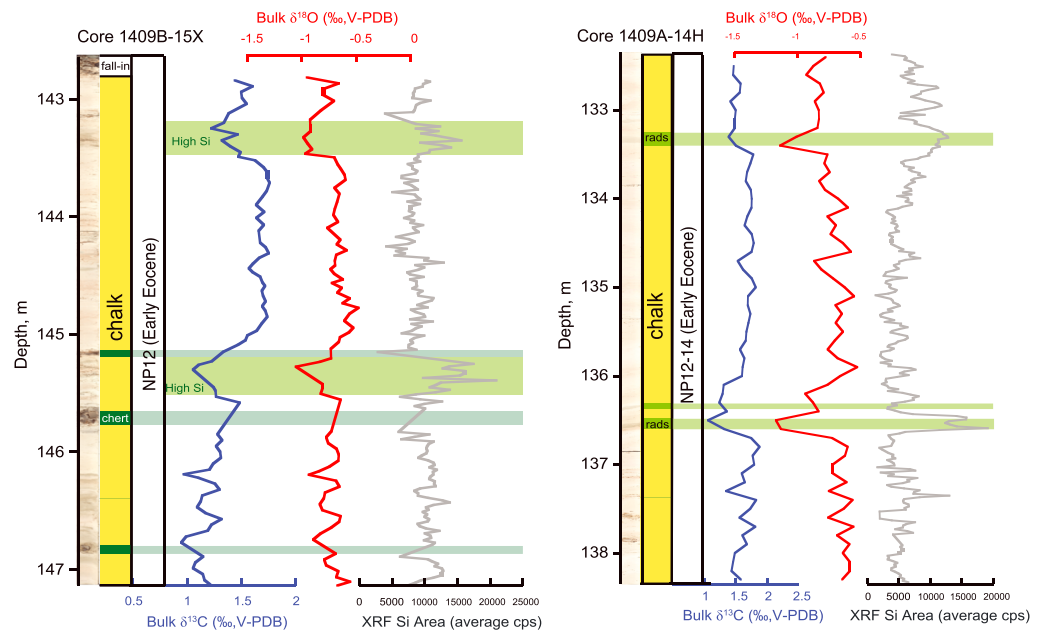 Core 1409B-15X
Bulk δ¹⁸O (‰,V-PDB)
-1.5 -1 -0.5 0
fall-in
Depth, m
143
144
145
146
147
chalk
NP12 (Early Eocene)
High Si
High Si
chert
0.5 1 1.5 2
Bulk δ¹³C (‰,V-PDB)
0 5000 10000 15000 20000 25000
XRF Si Area (average cps)
Core 1409A-14H
Bulk δ¹⁸O (‰,V-PDB)
-1.5 -1 -0.5
Depth, m
133
134
135
136
137
138
chalk
NP12-14 (Early Eocene)
rads
rads
1 1.5 2 2.5
Bulk δ¹³C (‰,V-PDB)
0 5000 10000 15000 20000
XRF Si Area (average cps)